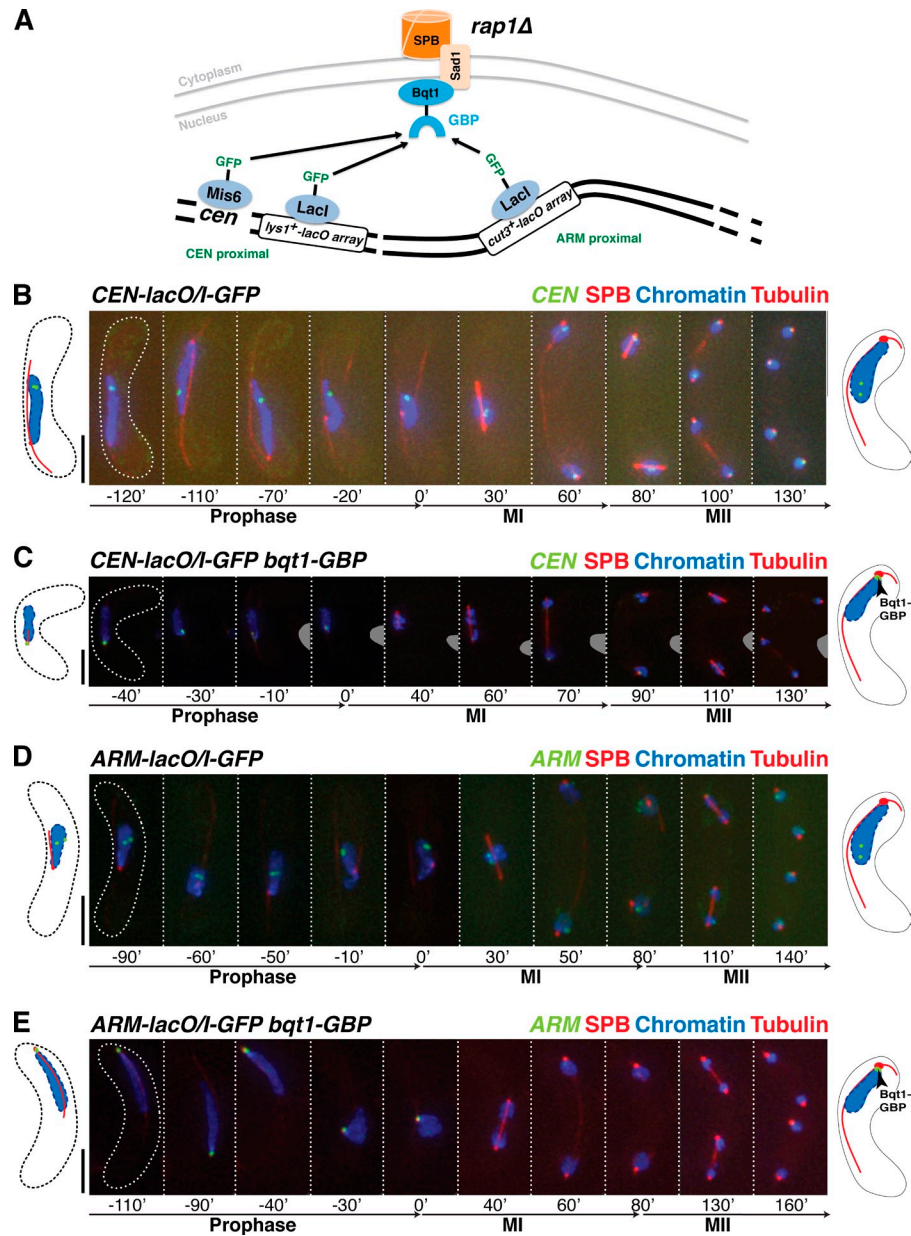 A
rap1Δ
SPB
Sad1
Cytoplasm
Nucleus
Bqt1
GBP
GFP
GFP
GFP
Mis6
LacI
LacI
cen
lys1+-lacO array
cut3+-lacO array
CEN proximal
ARM proximal
B
CEN-lacO/I-GFP
CEN SPB Chromatin Tubulin
-120' -110' -70' -20' 0' 30' 60' 80' 100' 130'
Prophase MI MII
C
CEN-lacO/I-GFP bqt1-GBP
CEN SPB Chromatin Tubulin
Bqt1-
GBP
-40' -30' -10' 0' 40' 60' 70' 90' 110' 130'
Prophase MI MII
D
ARM-lacO/I-GFP
ARM SPB Chromatin Tubulin
-90' -60' -50' -10' 0' 30' 50' 80' 110' 140'
Prophase MI MII
E
ARM-lacO/I-GFP bqt1-GBP
ARM SPB Chromatin Tubulin
Bqt1-
GBP
-110' -90' -40' -30' 0' 40' 60' 80' 130' 160'
Prophase MI MII